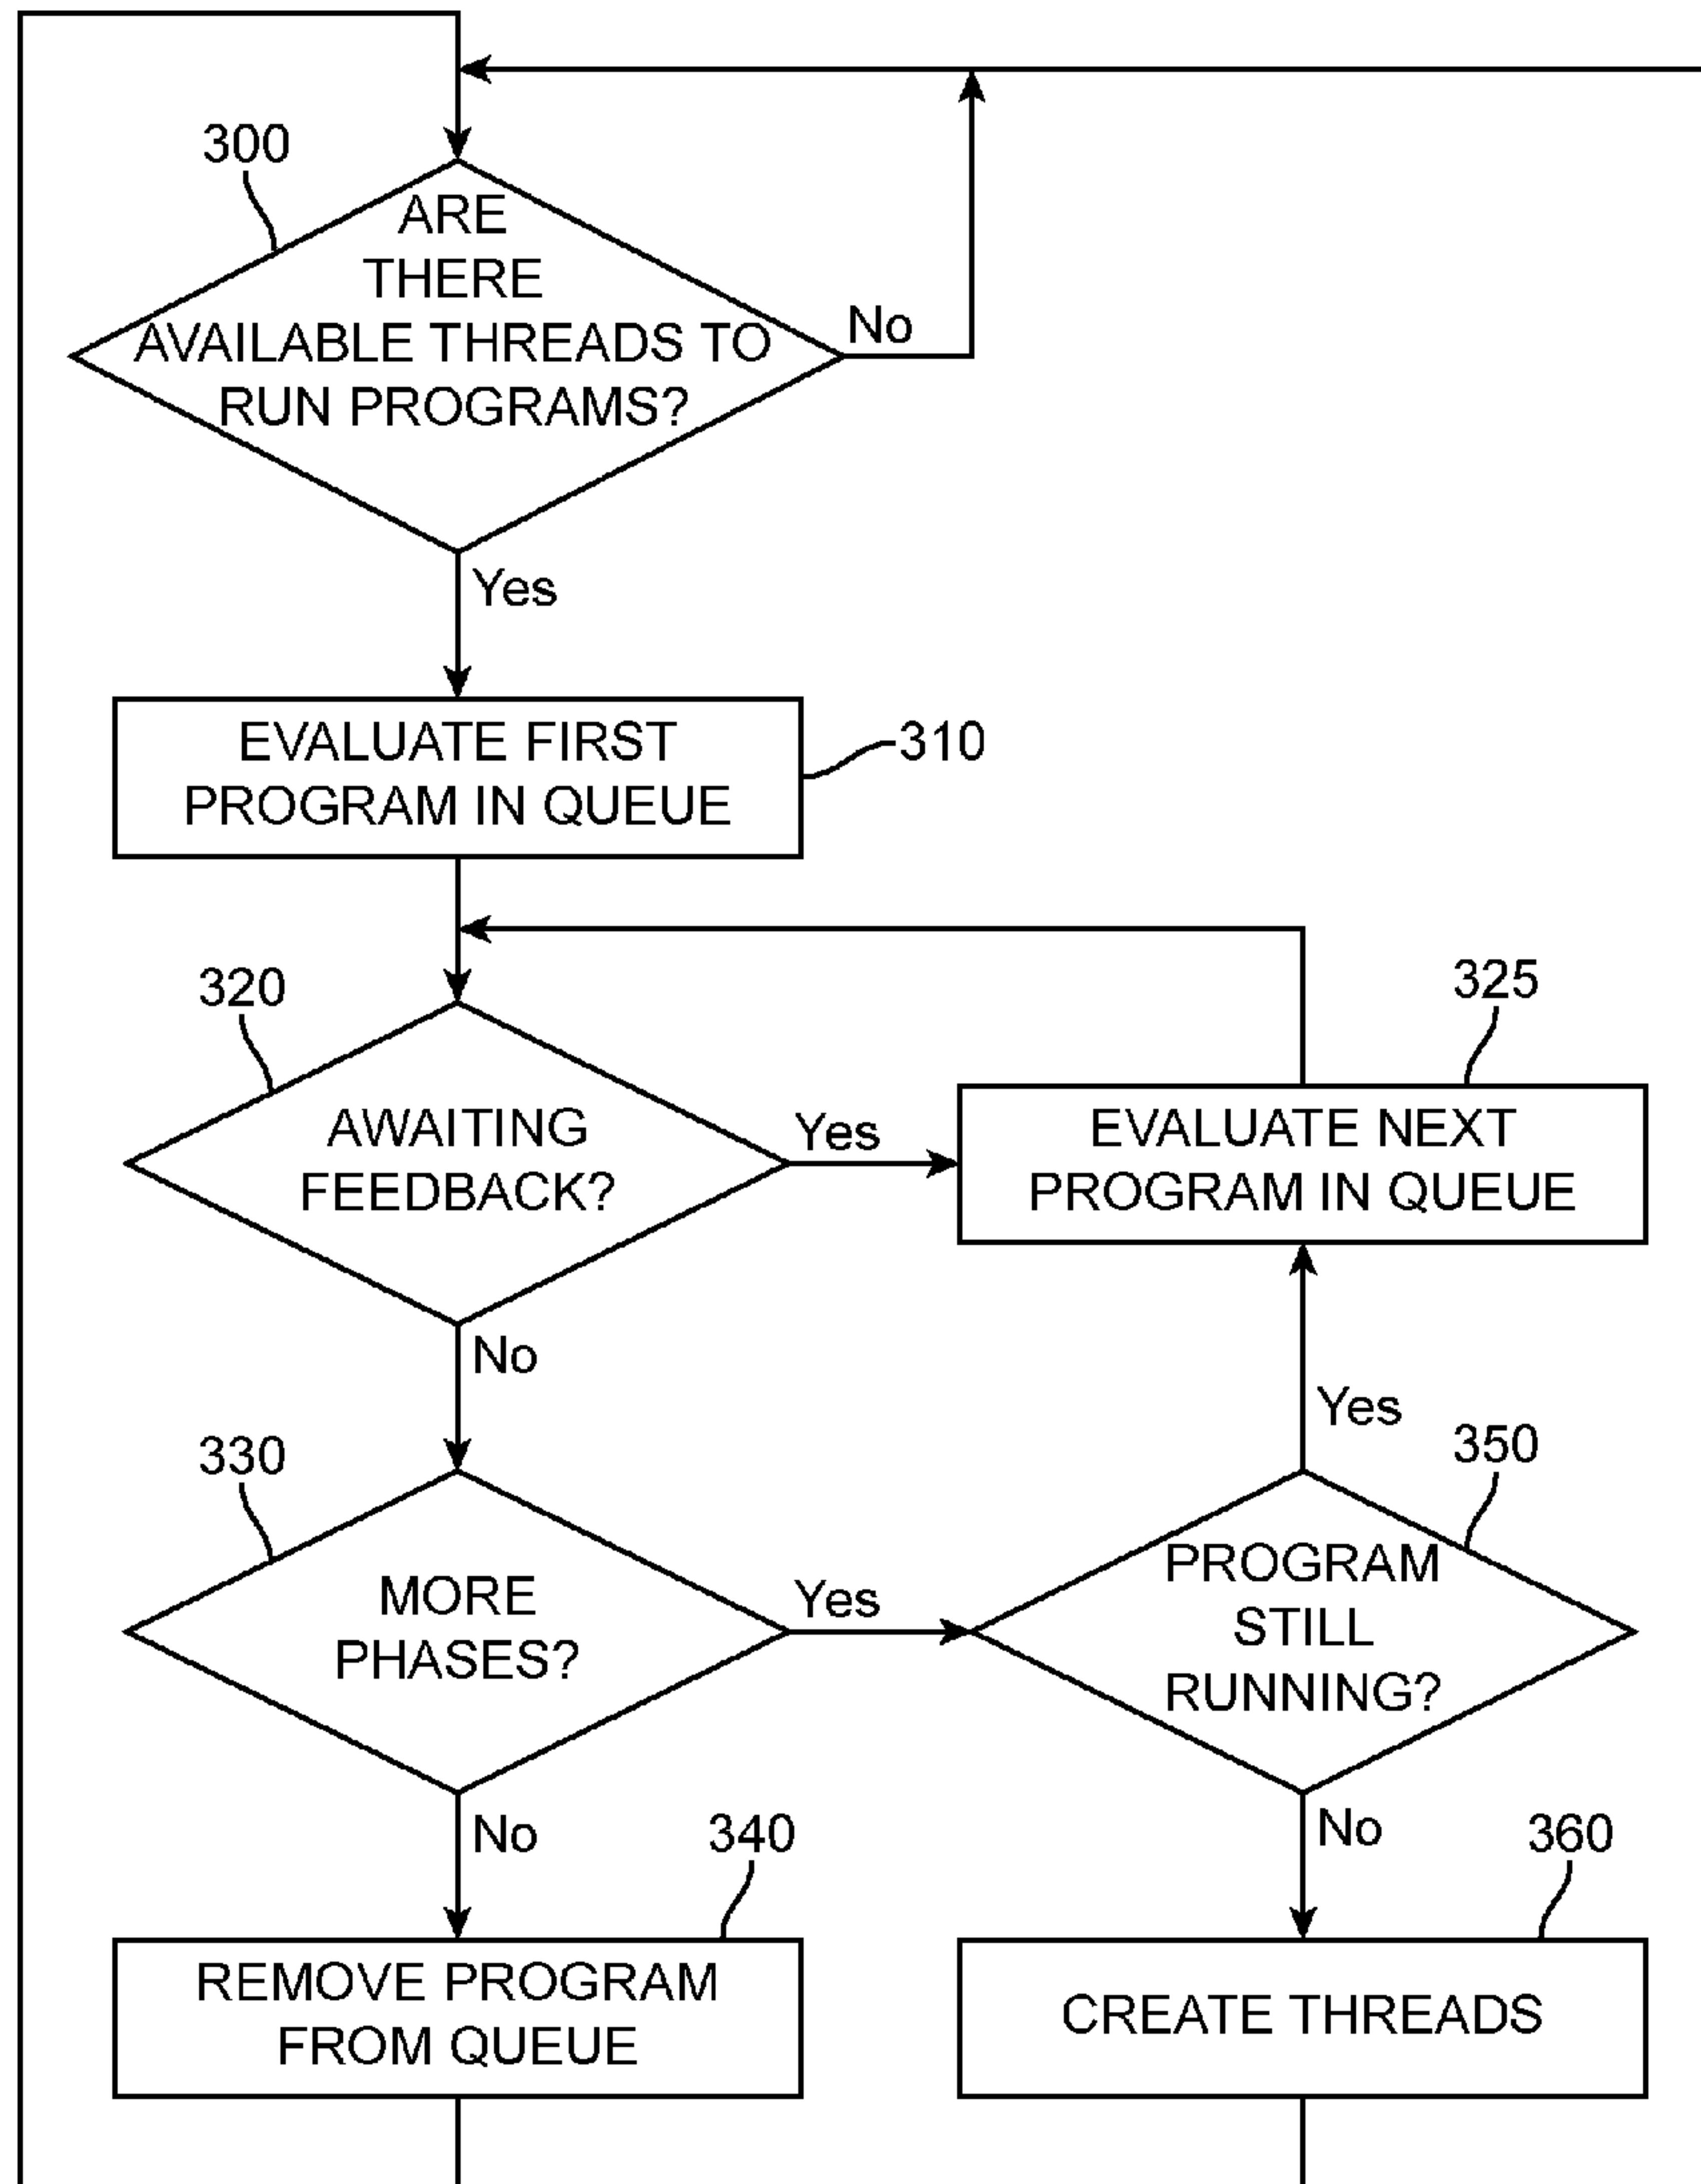 300
ARE
THERE
AVAILABLE THREADS TO
RUN PROGRAMS?
No
Yes
EVALUATE FIRST
PROGRAM IN QUEUE
310
320
AWAITING
FEEDBACK?
Yes
325
EVALUATE NEXT
PROGRAM IN QUEUE
No
Yes
330
MORE
PHASES?
Yes
350
PROGRAM
STILL
RUNNING?
No
340
REMOVE PROGRAM
FROM QUEUE
No
360
CREATE THREADS